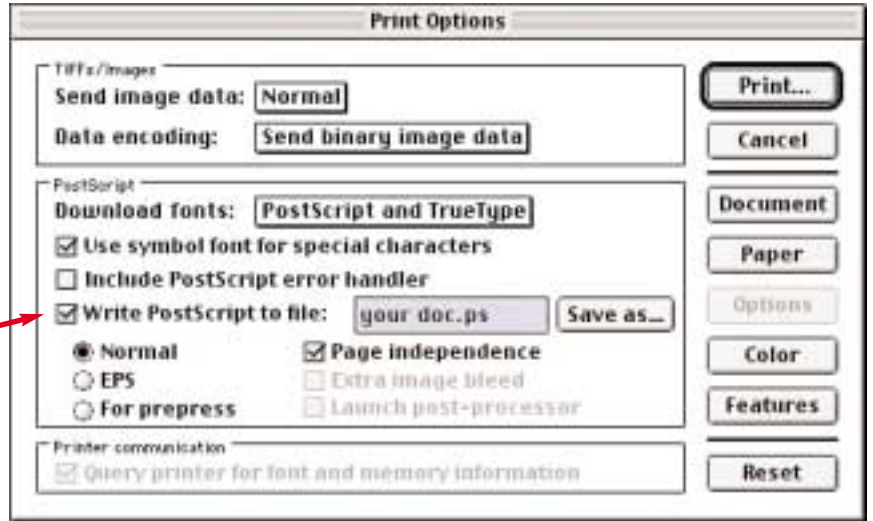 Print Options
TIFFs/Images
Send image data: Normal
Data encoding: Send binary image data
PostScript
Download fonts: PostScript and TrueType
Use symbol font for special characters
Include PostScript error handler
Write PostScript to file: your doc.ps Save as...
Normal Page independence
EPS Extra image bleed
For prepress Launch post-processor
Printer communication
Query printer for font and memory information
Print...
Cancel
Document
Paper
Options
Color
Features
Reset